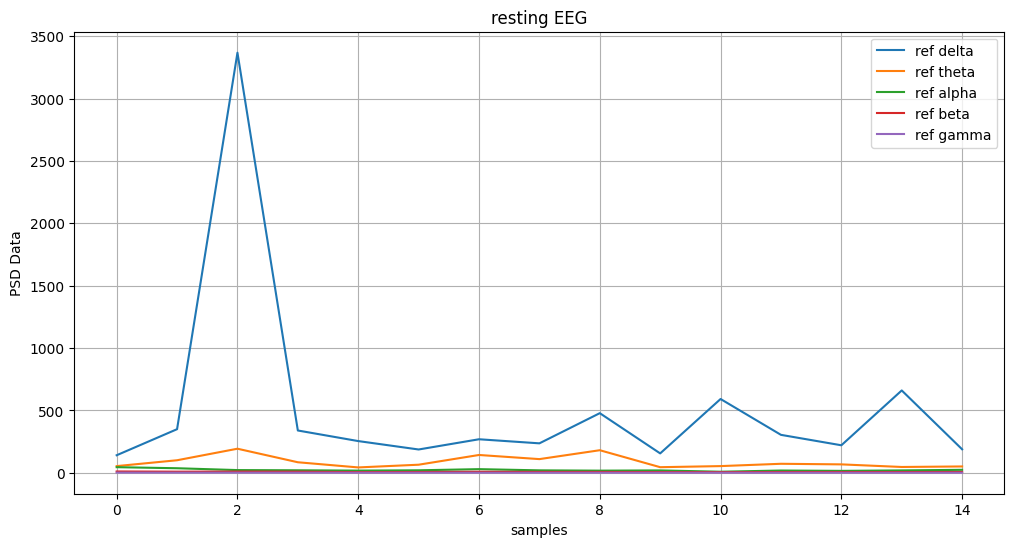 resting EEG
3500
3000
2500
2000
1500
1000
500
0
PSD Data
ref delta
ref theta
ref alpha
ref beta
ref gamma
0 2 4 6 8 10 12 14
samples